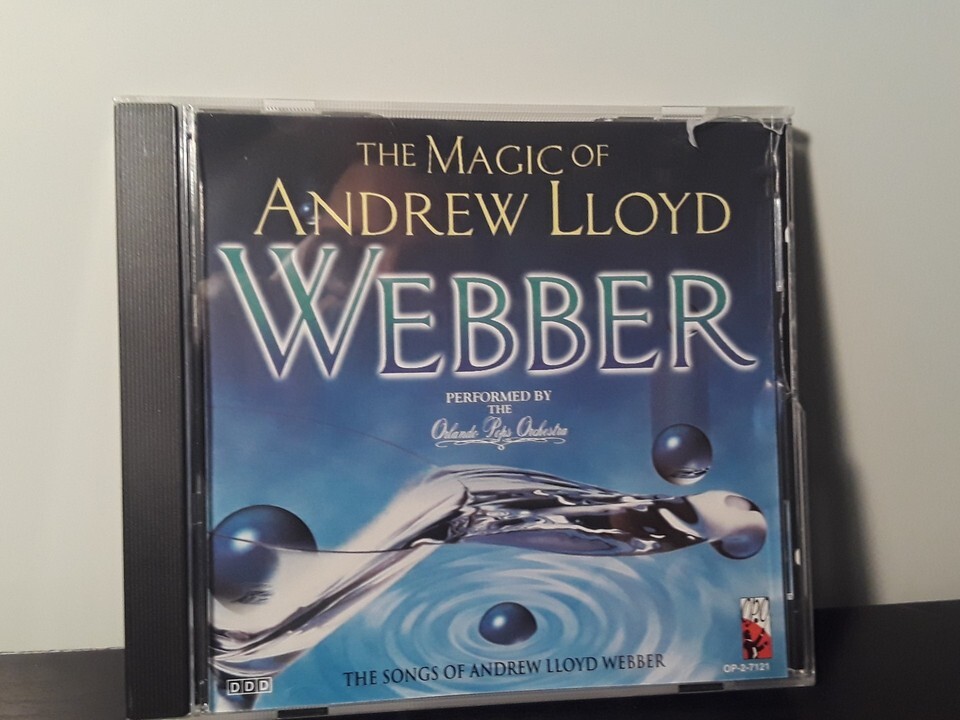 THE MAGIC OF
ANDREW LLOYD
WEBBER
PERFORMED BY
THE
Orlando Pops Orchestra
OPO
THE SONGS OF ANDREW LLOYD WEBBER
DDD
OP-2-7121